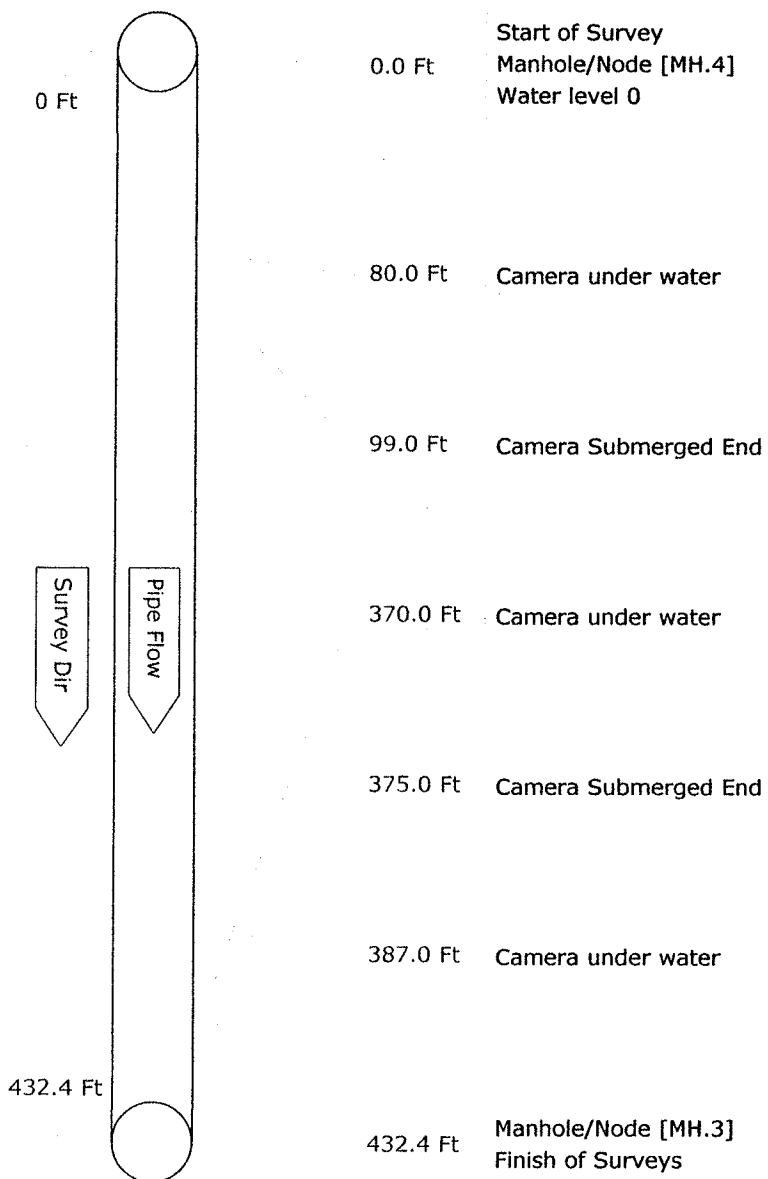 Start of Survey
0.0 Ft Manhole/Node [MH.4]
Water level 0
0 Ft
80.0 Ft Camera under water
99.0 Ft Camera Submerged End
Survey Dir
Pipe Flow
370.0 Ft Camera under water
375.0 Ft Camera Submerged End
387.0 Ft Camera under water
432.4 Ft
432.4 Ft Manhole/Node [MH.3]
Finish of Surveys